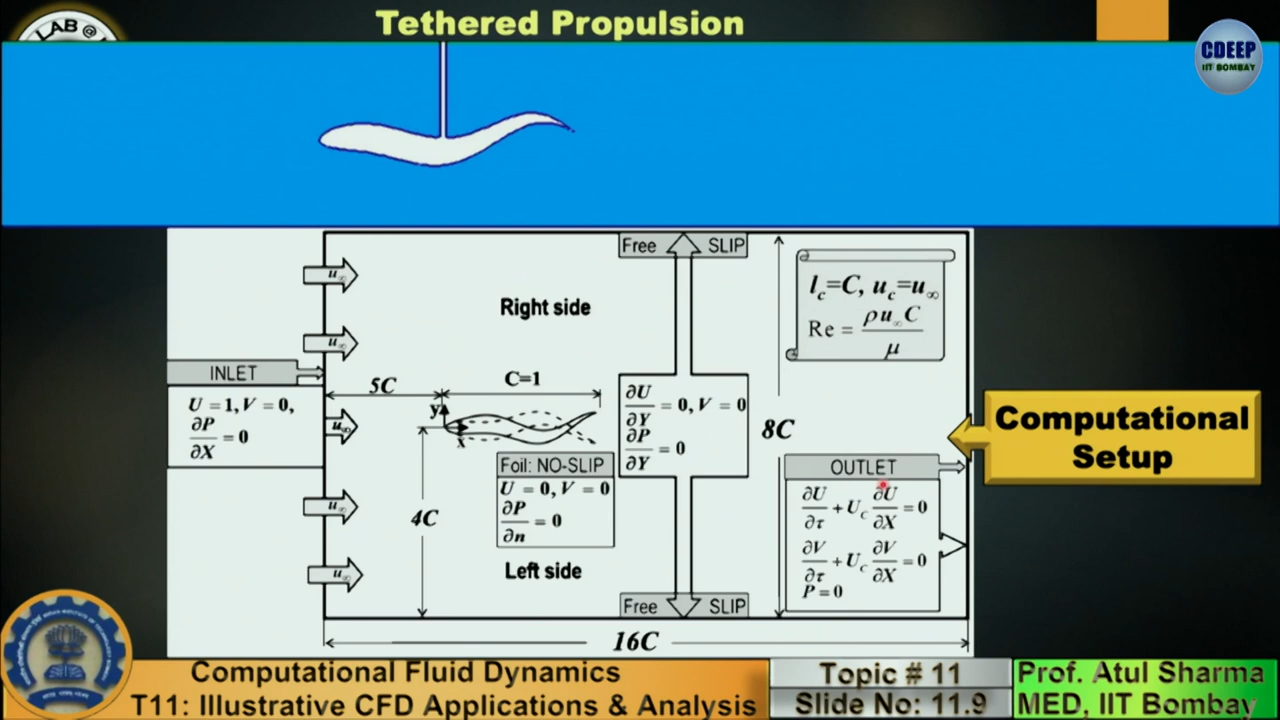 LAB @
Tethered Propulsion
CDEEP
IIT BOMBAY
Free SLIP
u∞
Right side
l_c=C, u_c=u∞
Re = ρu∞C / μ
u∞
INLET
U = 1, V = 0,
∂P/∂X = 0
5C
C=1
y
x
u∞
∂U/∂Y = 0, V = 0
∂P/∂Y = 0
8C
Computational
Setup
Foil: NO-SLIP
U = 0, V = 0
∂P/∂n = 0
4C
OUTLET
∂U/∂τ + U_C ∂U/∂X = 0
∂V/∂τ + U_C ∂V/∂X = 0
P = 0
u∞
Left side
u∞
Free SLIP
16C
Computational Fluid Dynamics
T11: Illustrative CFD Applications & Analysis
Topic # 11
Slide No: 11.9
Prof. Atul Sharma
MED, IIT Bombay